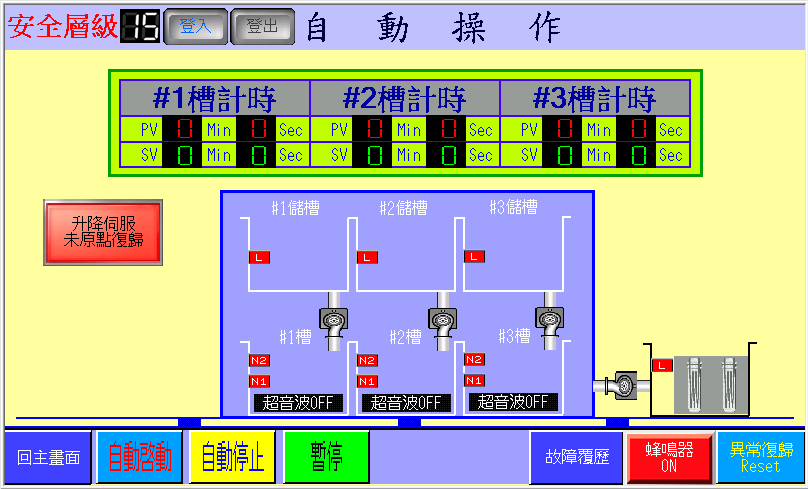 安全層級 15 登入 登出 自 動 操 作
#1槽計時 #2槽計時 #3槽計時
PV 0 Min 0 Sec PV 0 Min 0 Sec PV 0 Min 0 Sec
SV 0 Min 0 Sec SV 0 Min 0 Sec SV 0 Min 0 Sec
升降伺服
未原點復歸
#1儲槽 #2儲槽 #3儲槽
L L L
#1槽 #2槽 #3槽
N2 N2 N2 L
N1 N1 N1
超音波OFF 超音波OFF 超音波OFF
回主畫面 自動啓動 自動停止 暫停 故障履歷
蜂鳴器
ON
異常復歸
Reset